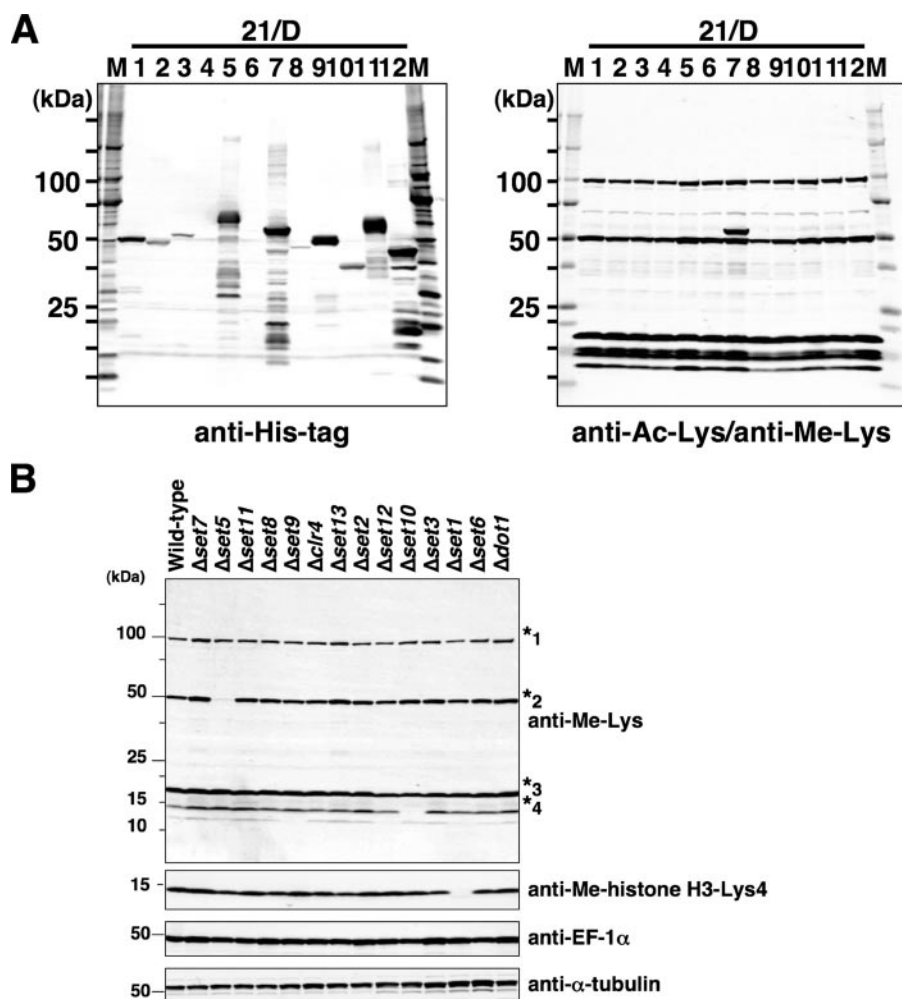 A
21/D
M 1 2 3 4 5 6 7 8 9 10 11 12 M
(kDa)
100
50
25
anti-His-tag
21/D
M 1 2 3 4 5 6 7 8 9 10 11 12 M
(kDa)
100
50
25
anti-Ac-Lys/anti-Me-Lys
B
Wild-type
Δset7
Δset5
Δset11
Δset8
Δset9
Δclr4
Δset13
Δset2
Δset12
Δset10
Δset3
Δset1
Δset6
Δdot1
(kDa)
100
*1
50
*2
anti-Me-Lys
25
*3
15
*4
10
15
anti-Me-histone H3-Lys4
50
anti-EF-1α
50
anti-α-tubulin